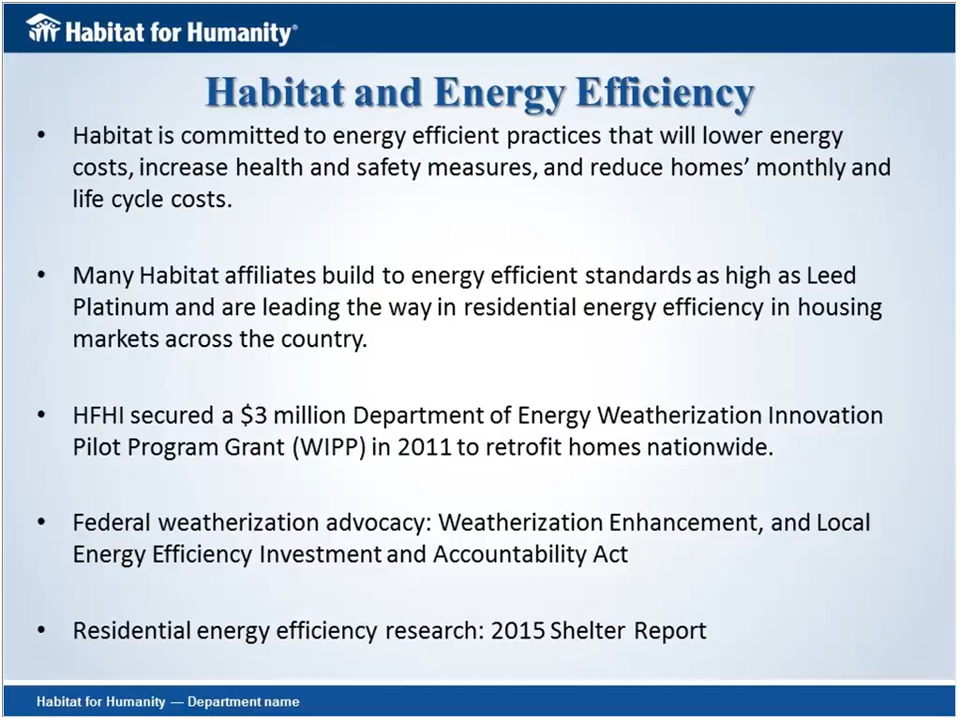 Habitat for Humanity®
Habitat and Energy Efficiency
• Habitat is committed to energy efficient practices that will lower energy
costs, increase health and safety measures, and reduce homes’ monthly and
life cycle costs.
• Many Habitat affiliates build to energy efficient standards as high as Leed
Platinum and are leading the way in residential energy efficiency in housing
markets across the country.
• HFHI secured a $3 million Department of Energy Weatherization Innovation
Pilot Program Grant (WIPP) in 2011 to retrofit homes nationwide.
• Federal weatherization advocacy: Weatherization Enhancement, and Local
Energy Efficiency Investment and Accountability Act
• Residential energy efficiency research: 2015 Shelter Report
Habitat for Humanity — Department name